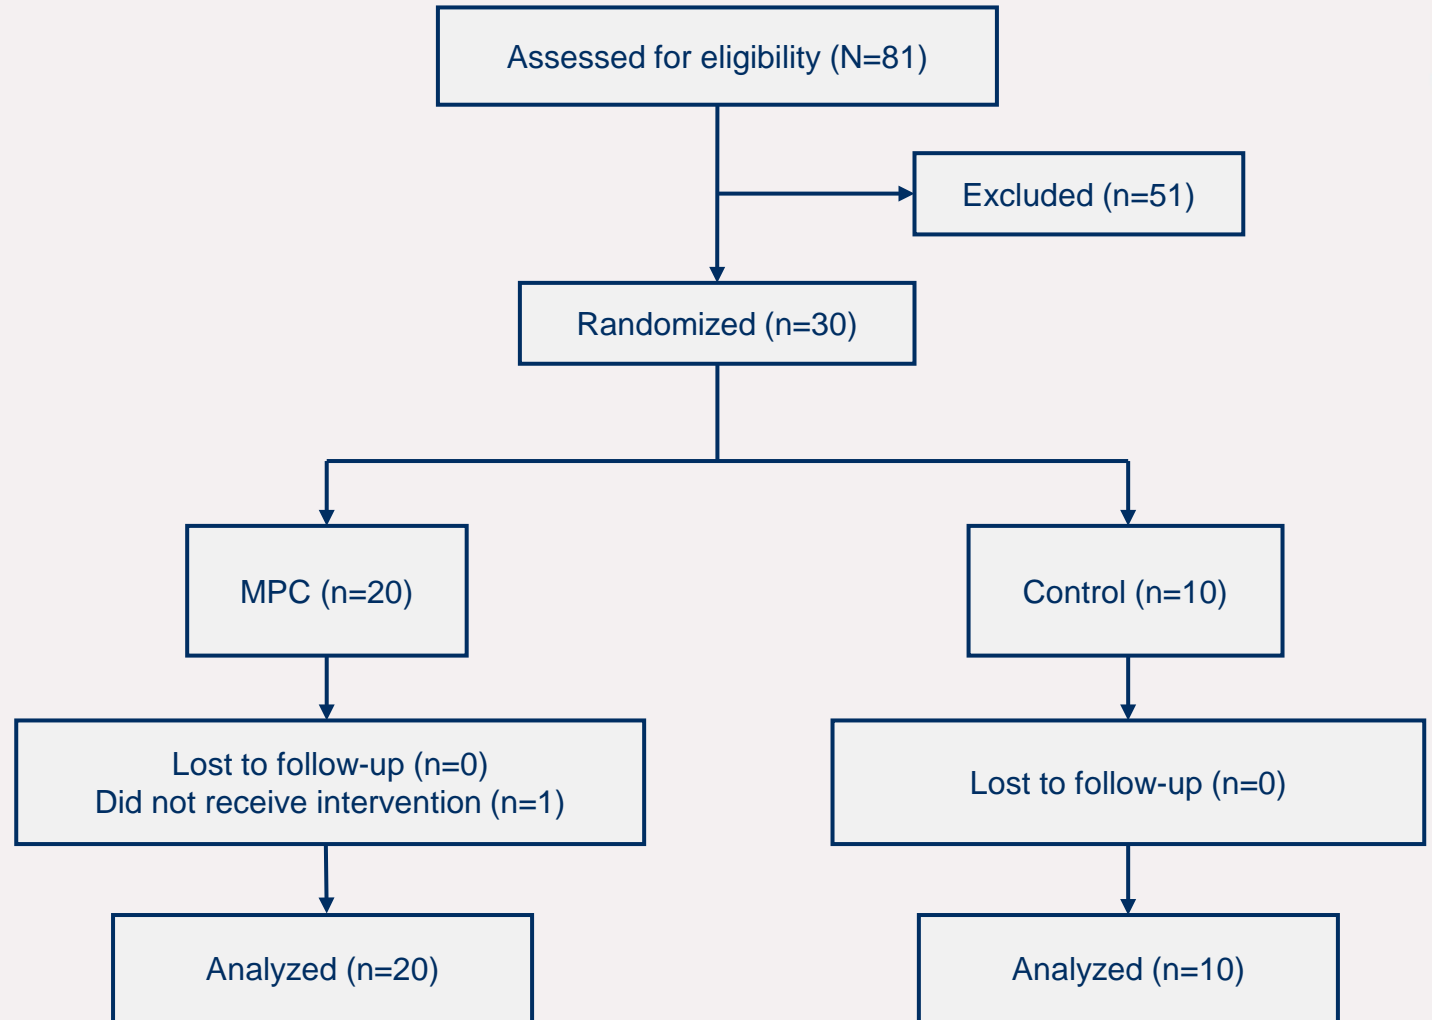 Assessed for eligibility (N=81)
Excluded (n=51)
Randomized (n=30)
MPC (n=20)
Control (n=10)
Lost to follow-up (n=0)
Did not receive intervention (n=1)
Lost to follow-up (n=0)
Analyzed (n=20)
Analyzed (n=10)